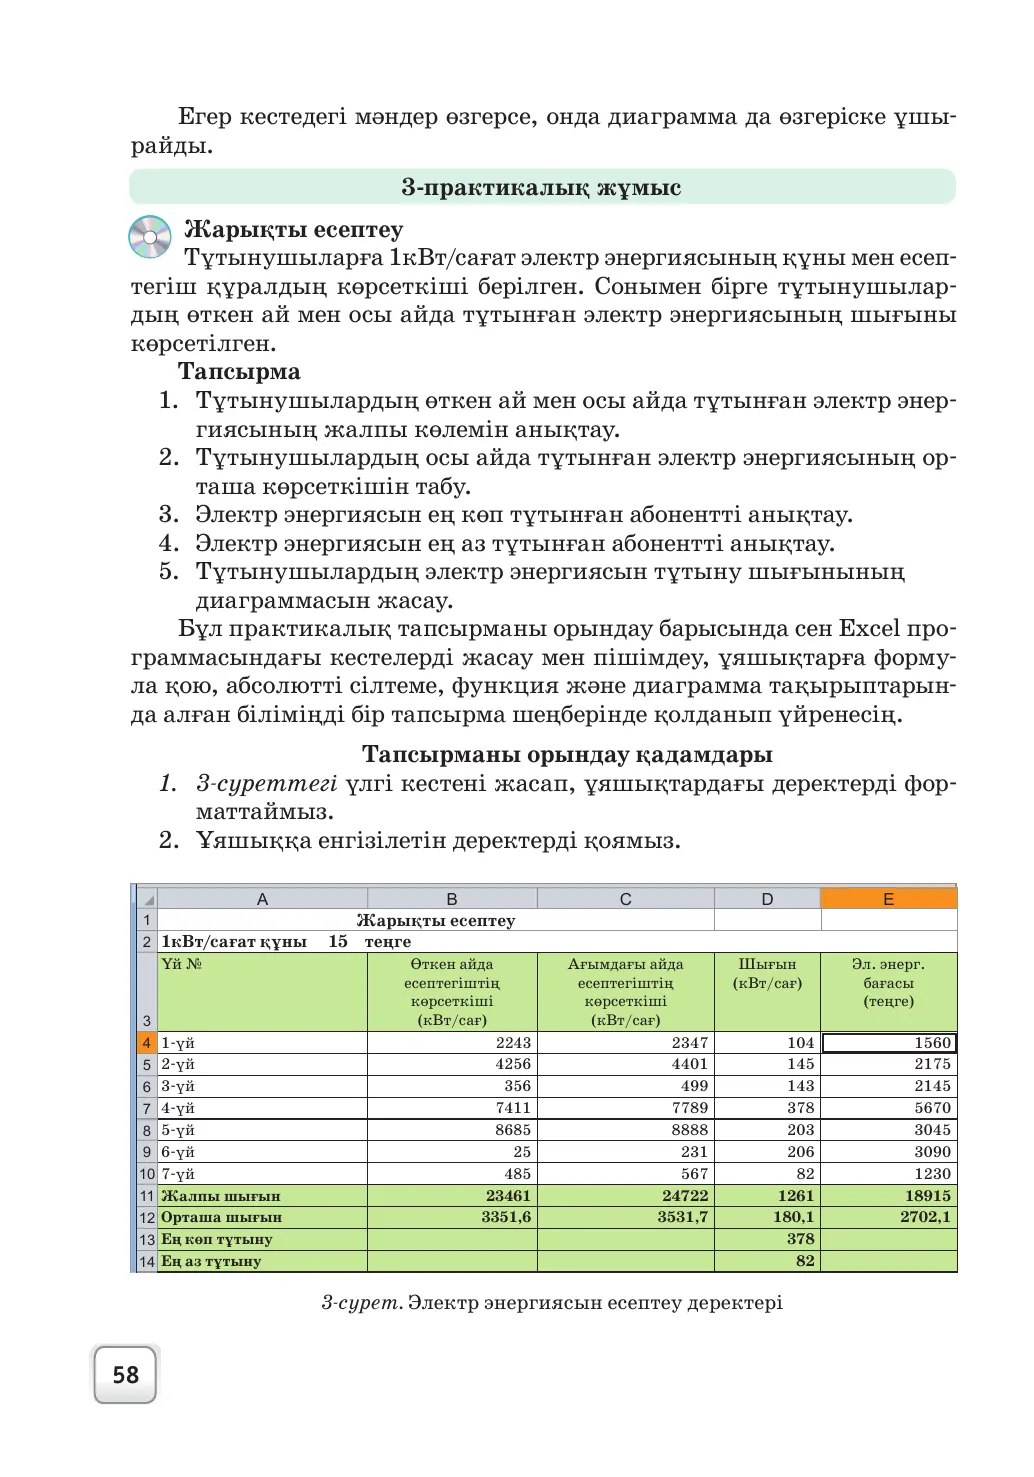 Егер кестедегі мәндер өзгерсе, онда диаграмма да өзгеріске ұшы-
райды.
3-практикалық жұмыс
Жарықты есептеу
Тұтынушыларға 1кВт/сағат электр энергиясының құны мен есеп-
тегіш құралдың көрсеткіші берілген. Сонымен бірге тұтынушылар-
дың өткен ай мен осы айда тұтынған электр энергиясының шығыны
көрсетілген.
Тапсырма
1. Тұтынушылардың өткен ай мен осы айда тұтынған электр энер-
гиясының жалпы көлемін анықтау.
2. Тұтынушылардың осы айда тұтынған электр энергиясының ор-
таша көрсеткішін табу.
3. Электр энергиясын ең көп тұтынған абонентті анықтау.
4. Электр энергиясын ең аз тұтынған абонентті анықтау.
5. Тұтынушылардың электр энергиясын тұтыну шығынының
диаграммасын жасау.
Бұл практикалық тапсырманы орындау барысында сен Excel про-
граммасындағы кестелерді жасау мен пішімдеу, ұяшықтарға форму-
ла қою, абсолютті сілтеме, функция және диаграмма тақырыптарын-
да алған біліміңді бір тапсырма шеңберінде қолданып үйренесің.
Тапсырманы орындау қадамдары
1. 3-суреттегі үлгі кестені жасап, ұяшықтардағы деректерді фор-
маттаймыз.
2. Ұяшыққа енгізілетін деректерді қоямыз.
A B C D E
1 Жарықты есептеу
2 1кВт/сағат құны 15 теңге
Үй № Өткен айда Ағымдағы айда Шығын Эл. энерг.
есептегіштің есептегіштің (кВт/сағ) бағасы
көрсеткіші көрсеткіші (теңге)
3 (кВт/сағ) (кВт/сағ)
4 1-үй 2243 2347 104 1560
5 2-үй 4256 4401 145 2175
6 3-үй 356 499 143 2145
7 4-үй 7411 7789 378 5670
8 5-үй 8685 8888 203 3045
9 6-үй 25 231 206 3090
10 7-үй 485 567 82 1230
11 Жалпы шығын 23461 24722 1261 18915
12 Орташа шығын 3351,6 3531,7 180,1 2702,1
13 Ең көп тұтыну 378
14 Ең аз тұтыну 82
3-сурет. Электр энергиясын есептеу деректері
58